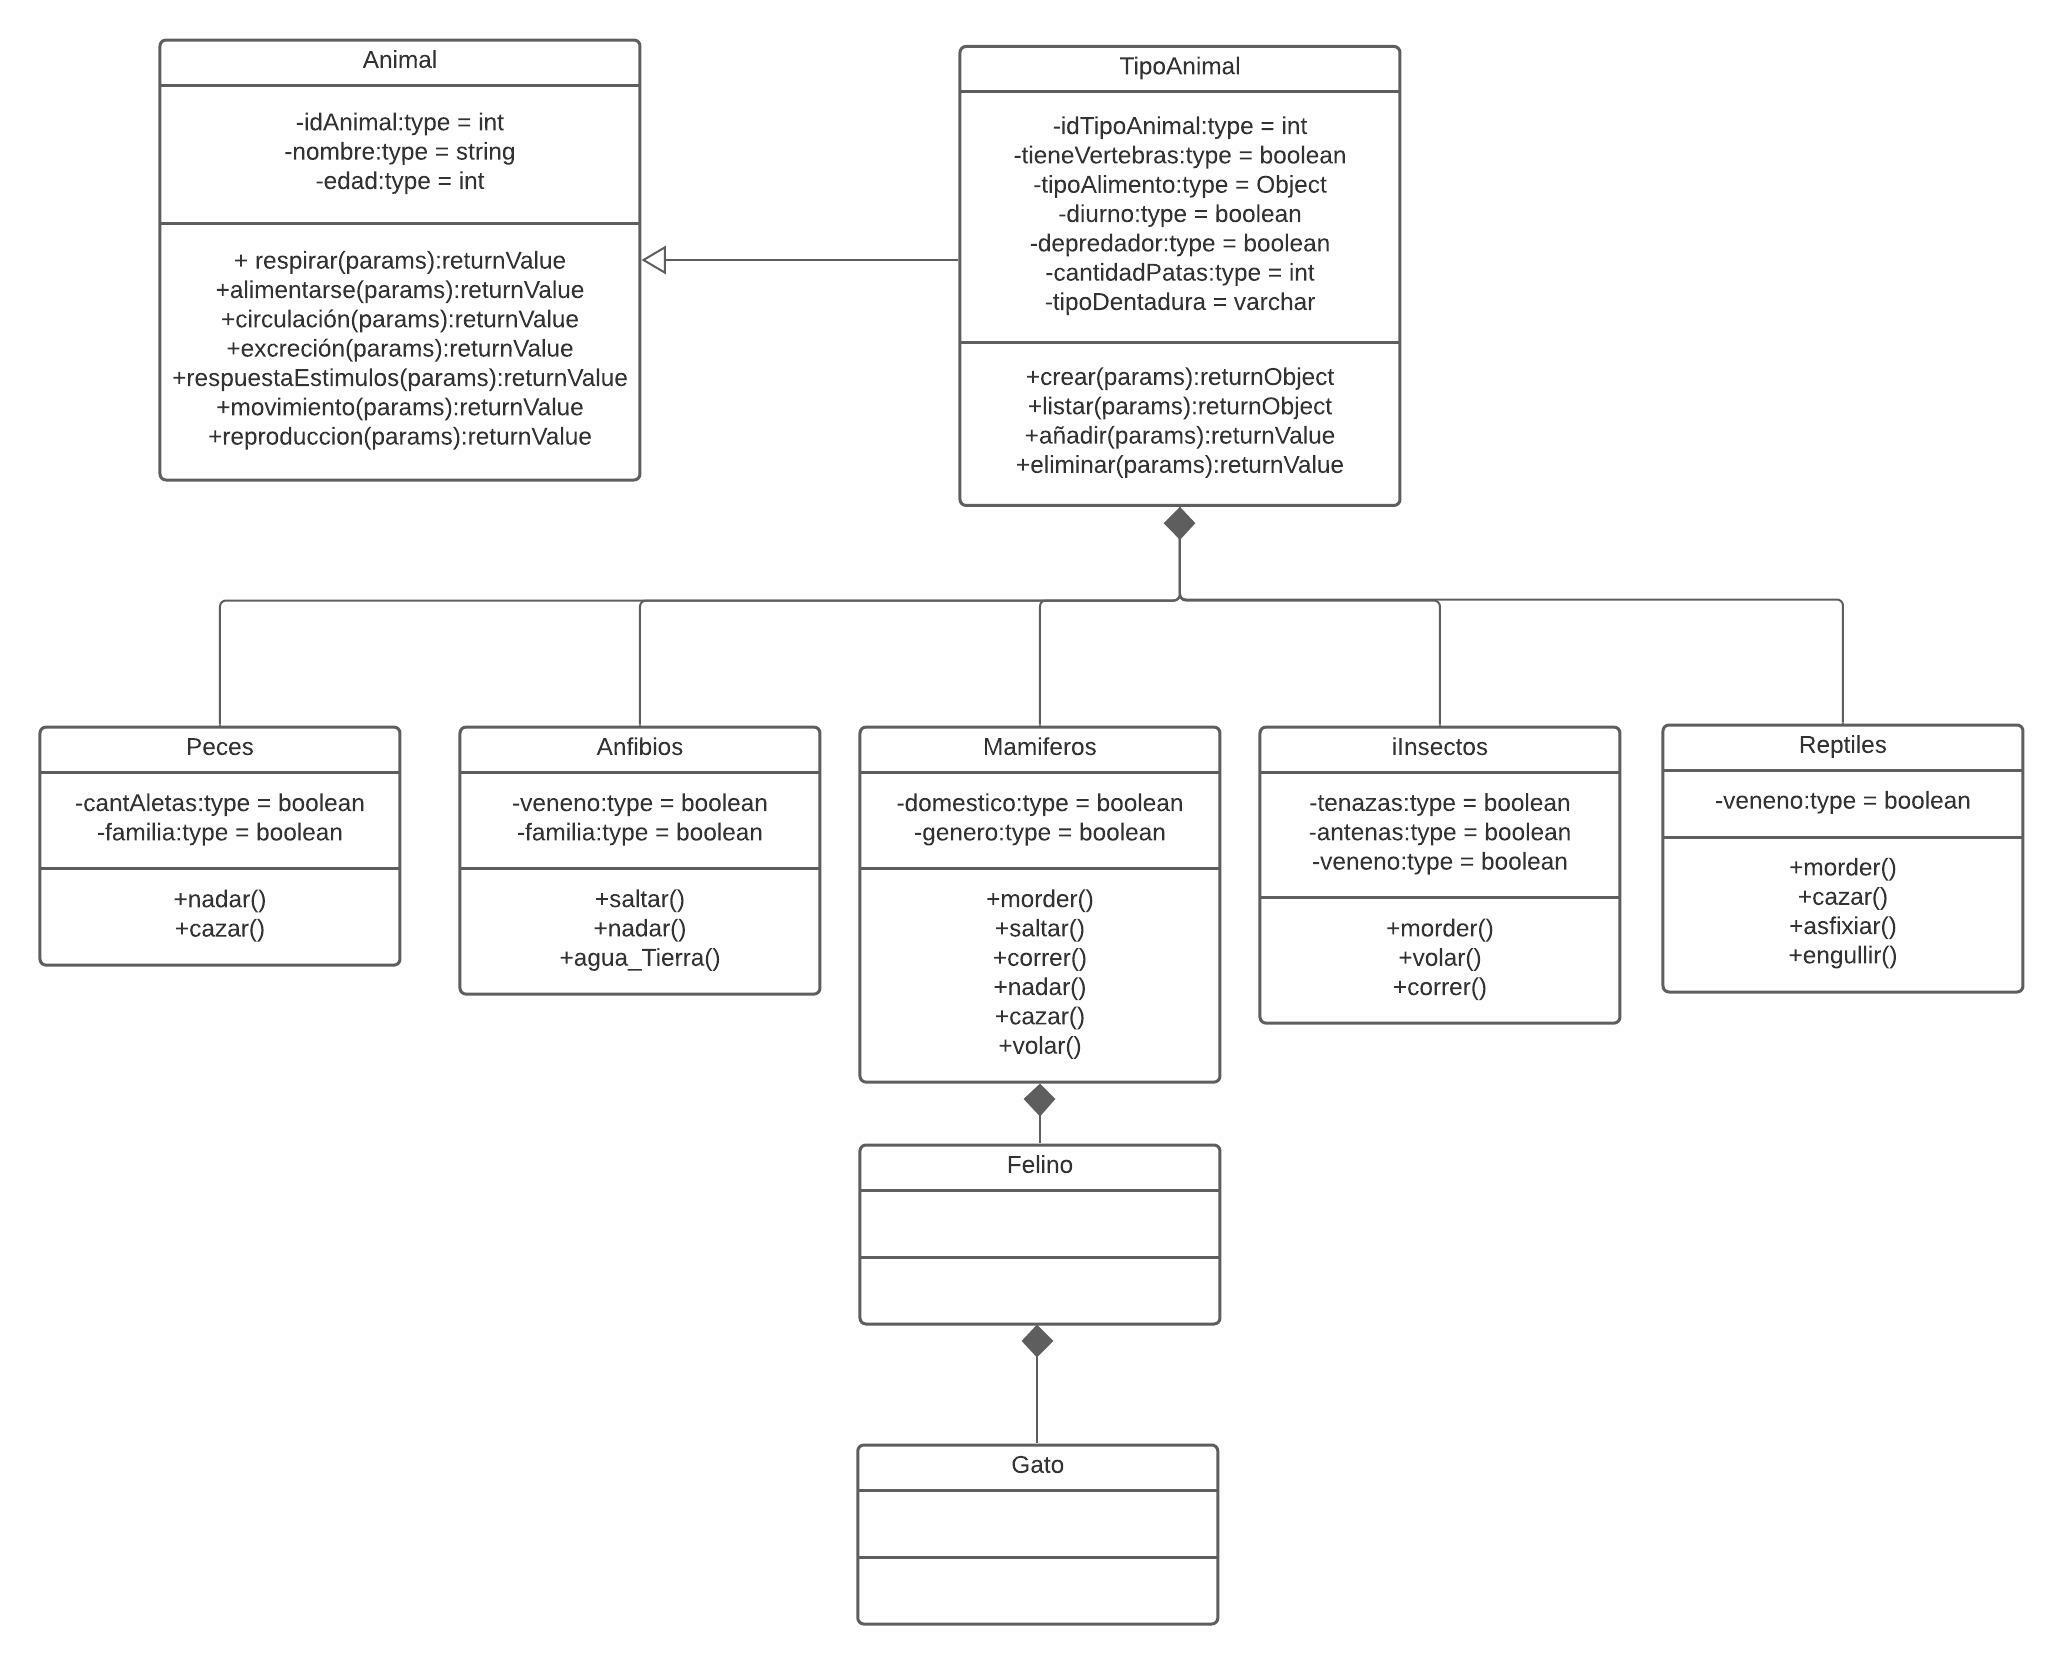 Animal
-idAnimal:type = int
-nombre:type = string
-edad:type = int
+ respirar(params):returnValue
+alimentarse(params):returnValue
+circulación(params):returnValue
+excreción(params):returnValue
+respuestaEstimulos(params):returnValue
+movimiento(params):returnValue
+reproduccion(params):returnValue
TipoAnimal
-idTipoAnimal:type = int
-tieneVertebras:type = boolean
-tipoAlimento:type = Object
-diurno:type = boolean
-depredador:type = boolean
-cantidadPatas:type = int
-tipoDentadura = varchar
+crear(params):returnObject
+listar(params):returnObject
+añadir(params):returnValue
+eliminar(params):returnValue
Peces
-cantAletas:type = boolean
-familia:type = boolean
+nadar()
+cazar()
Anfibios
-veneno:type = boolean
-familia:type = boolean
+saltar()
+nadar()
+agua_Tierra()
Mamiferos
-domestico:type = boolean
-genero:type = boolean
+morder()
+saltar()
+correr()
+nadar()
+cazar()
+volar()
iInsectos
-tenazas:type = boolean
-antenas:type = boolean
-veneno:type = boolean
+morder()
+volar()
+correr()
Reptiles
-veneno:type = boolean
+morder()
+cazar()
+asfixiar()
+engullir()
Felino
Gato